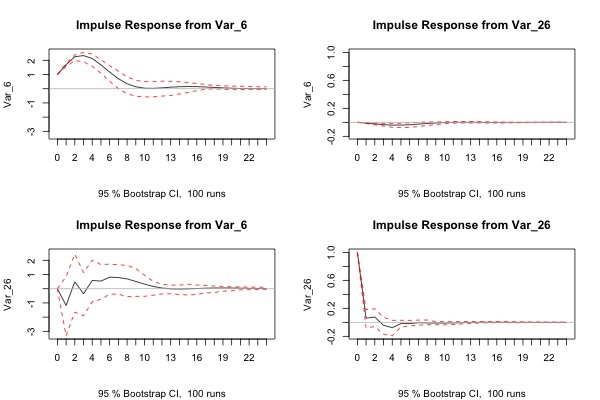 Impulse Response from Var_6
Var_6
2
1
-1
-3
0 2 4 6 8 10 13 16 19 22
95 % Bootstrap CI, 100 runs
Impulse Response from Var_26
Var_6
1.0
0.6
0.2
-0.2
0 2 4 6 8 10 13 16 19 22
95 % Bootstrap CI, 100 runs
Impulse Response from Var_6
Var_26
2
1
-1
-3
0 2 4 6 8 10 13 16 19 22
95 % Bootstrap CI, 100 runs
Impulse Response from Var_26
Var_26
1.0
0.6
0.2
-0.2
0 2 4 6 8 10 13 16 19 22
95 % Bootstrap CI, 100 runs